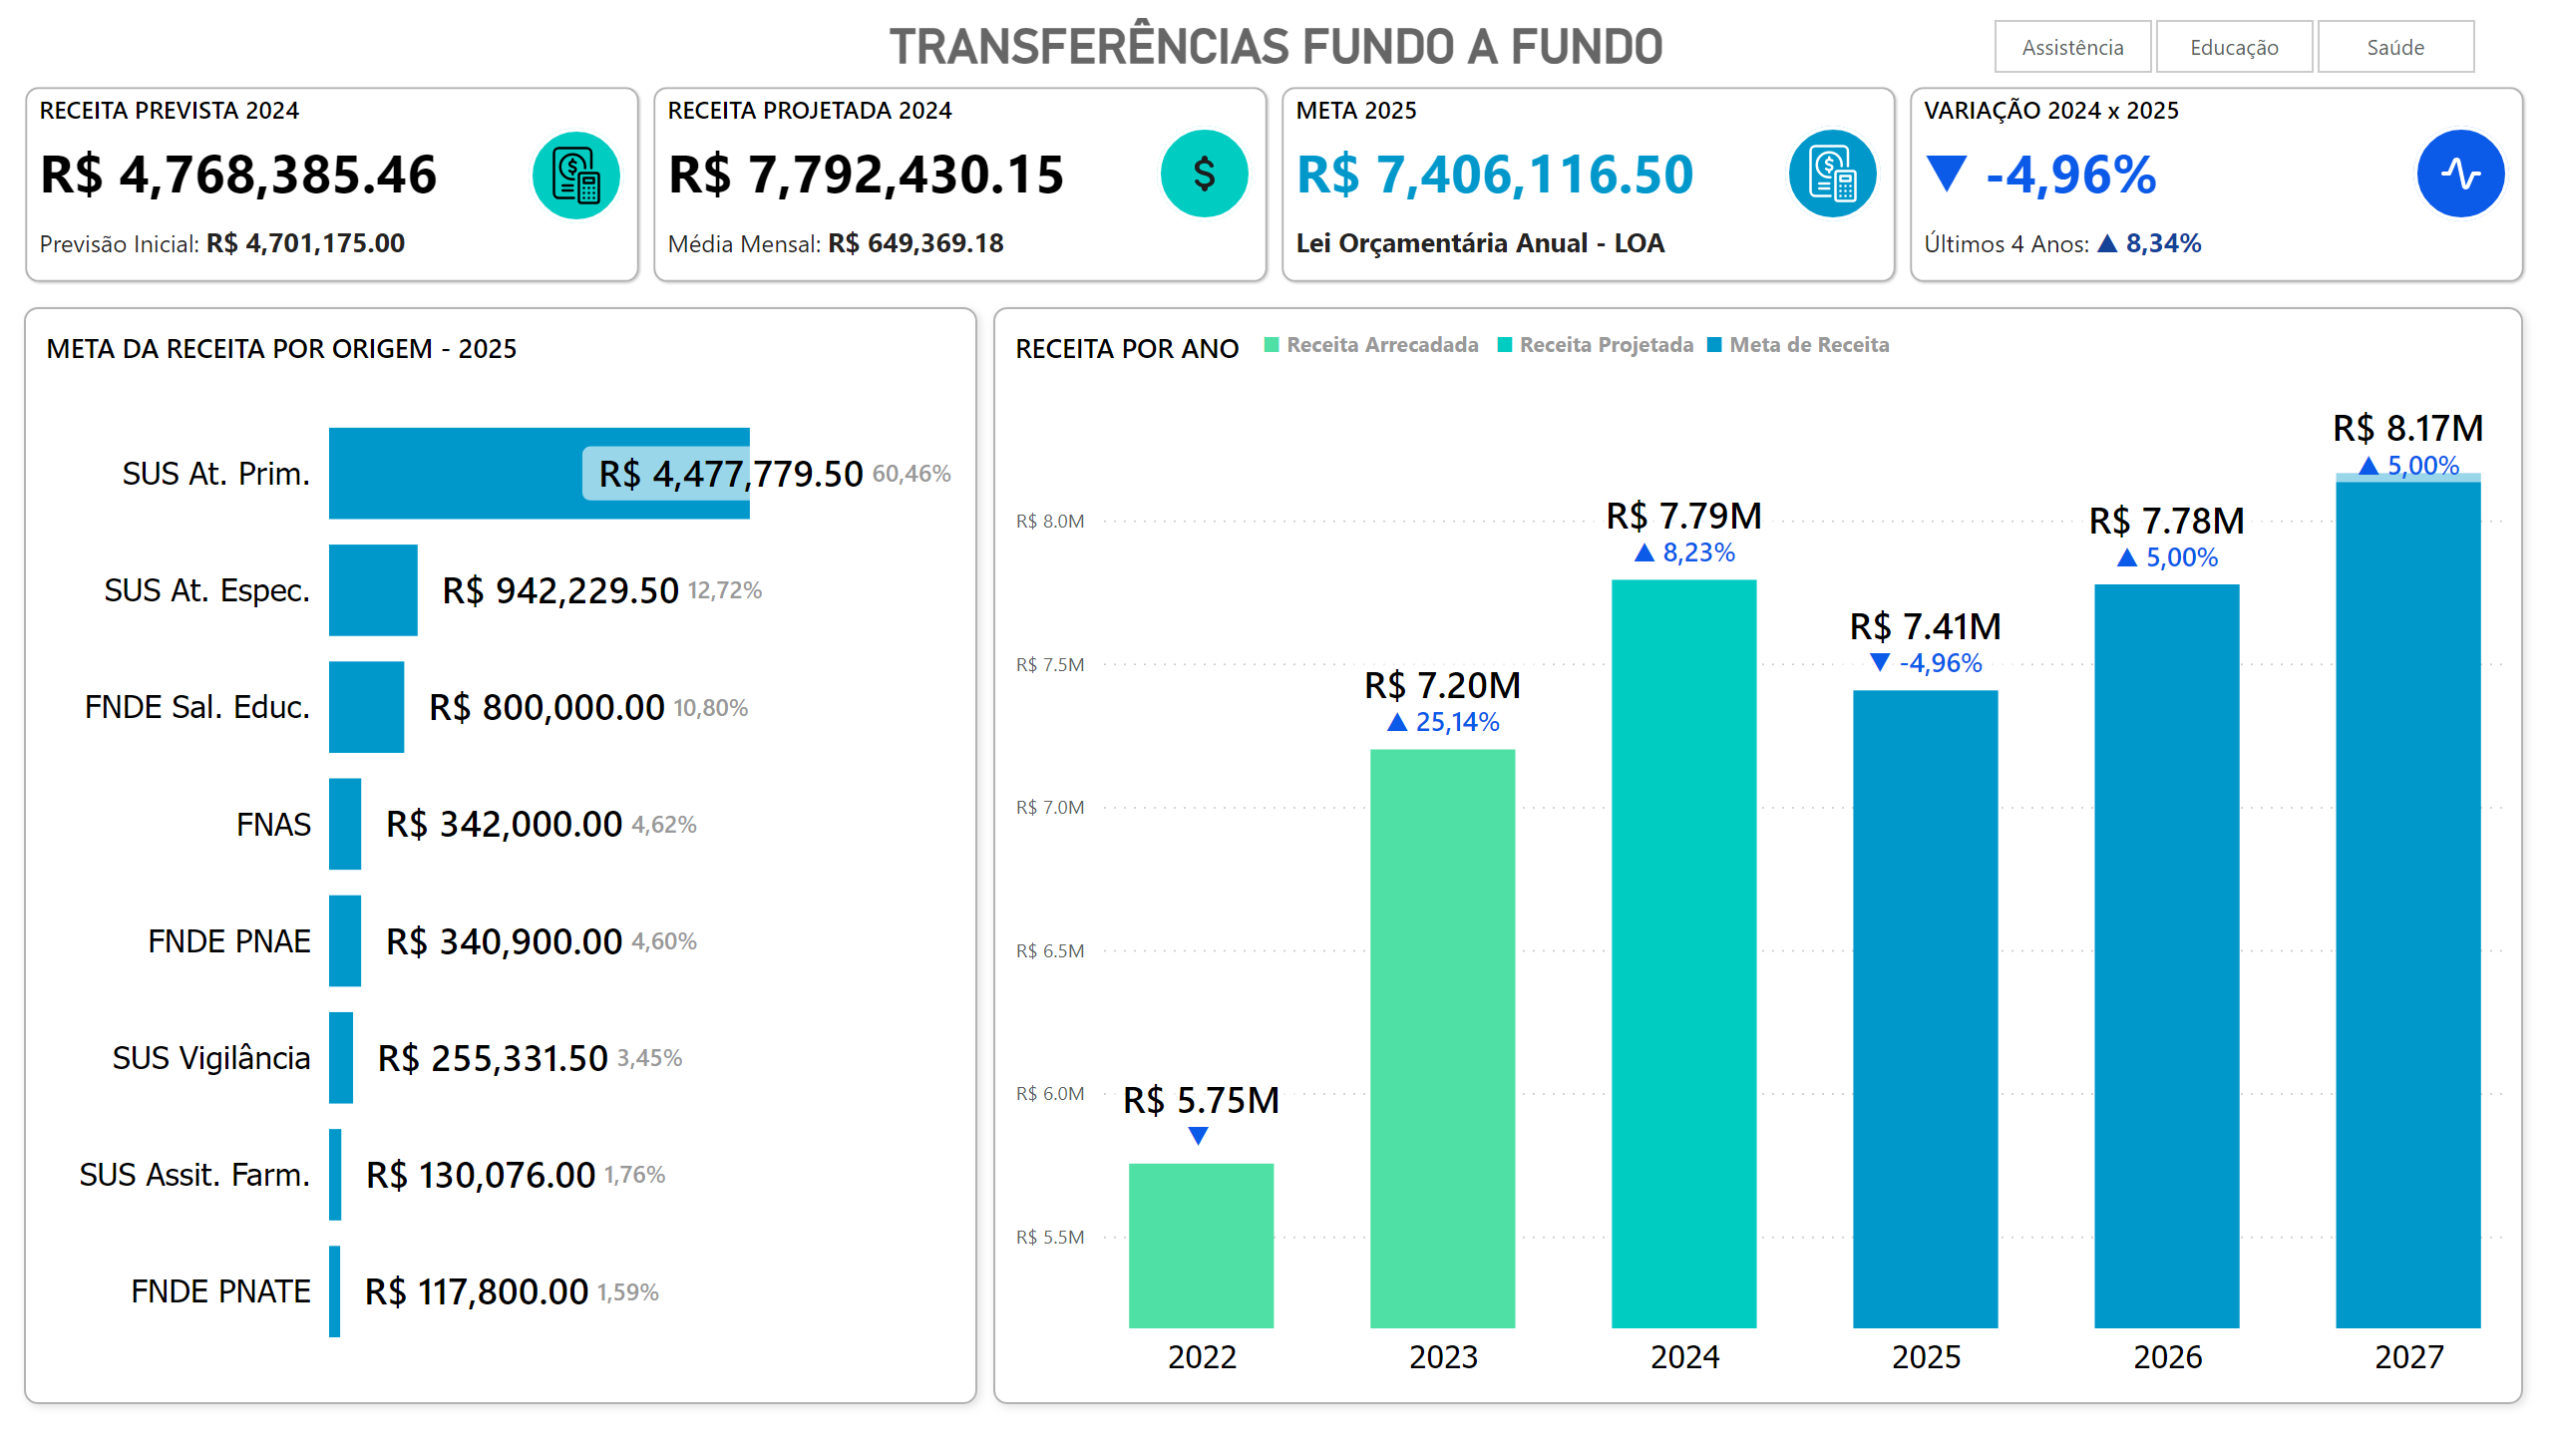 TRANSFERÊNCIAS FUNDO A FUNDO
Assistência
Educação
Saúde
RECEITA PREVISTA 2024
R$ 4,768,385.46
Previsão Inicial: R$ 4,701,175.00
RECEITA PROJETADA 2024
R$ 7,792,430.15
Média Mensal: R$ 649,369.18
META 2025
R$ 7,406,116.50
Lei Orçamentária Anual - LOA
VARIAÇÃO 2024 x 2025
▼ -4,96%
Últimos 4 Anos: ▲ 8,34%
META DA RECEITA POR ORIGEM - 2025
SUS At. Prim. R$ 4,477,779.50 60,46%
SUS At. Espec. R$ 942,229.50 12,72%
FNDE Sal. Educ. R$ 800,000.00 10,80%
FNAS R$ 342,000.00 4,62%
FNDE PNAE R$ 340,900.00 4,60%
SUS Vigilância R$ 255,331.50 3,45%
SUS Assit. Farm. R$ 130,076.00 1,76%
FNDE PNATE R$ 117,800.00 1,59%
RECEITA POR ANO
Receita Arrecadada
Receita Projetada
Meta de Receita
R$ 8.0M
R$ 7.5M
R$ 7.0M
R$ 6.5M
R$ 6.0M
R$ 5.5M
R$ 5.75M
▼
R$ 7.20M
▲ 25,14%
R$ 7.79M
▲ 8,23%
R$ 7.41M
▼ -4,96%
R$ 7.78M
▲ 5,00%
R$ 8.17M
▲ 5,00%
2022
2023
2024
2025
2026
2027